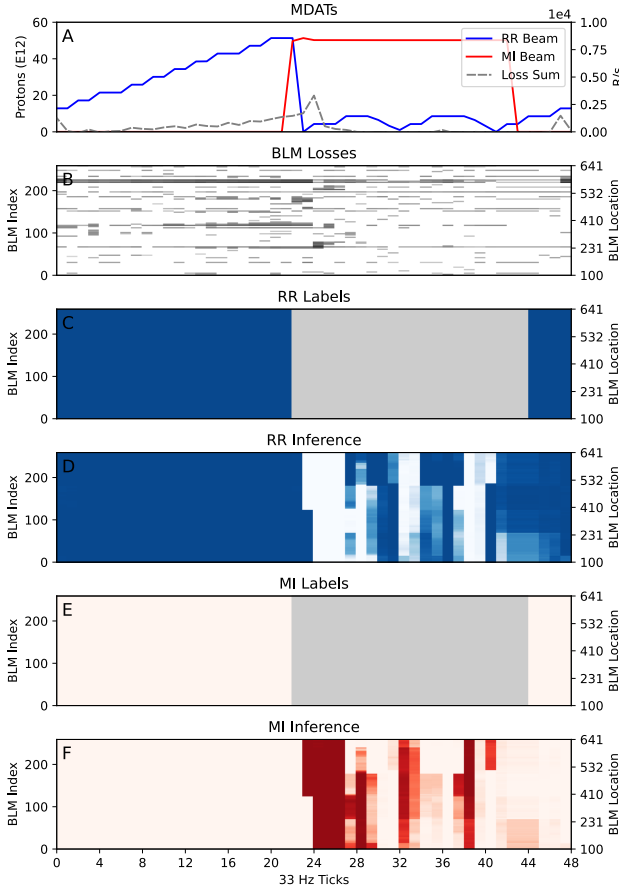 MDATs
1e4
A
60
40
20
0
Protons (E12)
RR Beam
MI Beam
Loss Sum
1.00
0.75
0.50
0.25
0.00
R/s
BLM Losses
B
200
100
0
BLM Index
641
532
410
231
100
BLM Location
RR Labels
C
200
100
0
BLM Index
641
532
410
231
100
BLM Location
RR Inference
D
200
100
0
BLM Index
641
532
410
231
100
BLM Location
MI Labels
E
200
100
0
BLM Index
641
532
410
231
100
BLM Location
MI Inference
F
200
100
0
BLM Index
641
532
410
231
100
BLM Location
0 4 8 12 16 20 24 28 32 36 40 44 48
33 Hz Ticks